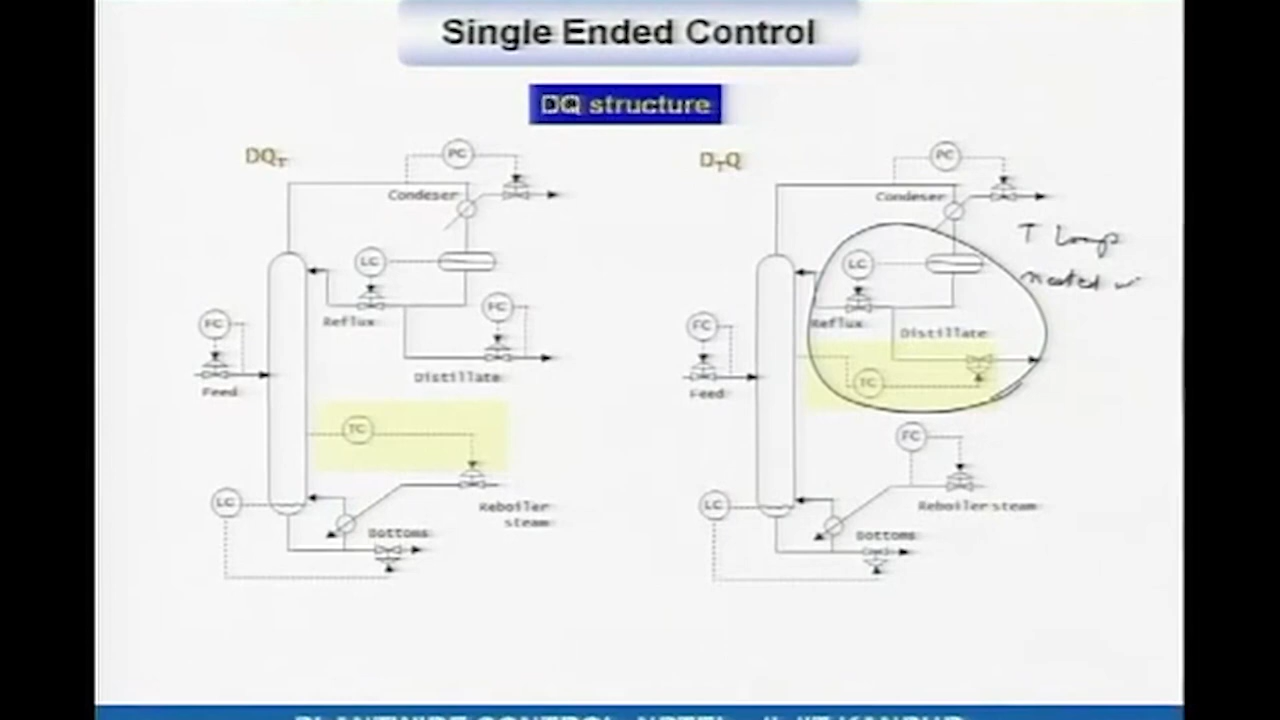 Single Ended Control
DQ structure
DQT
PC
Condeser
LC
FC
Reflux
FC
Distillate
Feed
TC
LC
Reboiler
steam
Bottoms
DTQ
PC
Condeser
T Loop
LC
nested
Reflux
FC
Distillate
TC
Feed
FC
LC
Reboiler steam
Bottoms